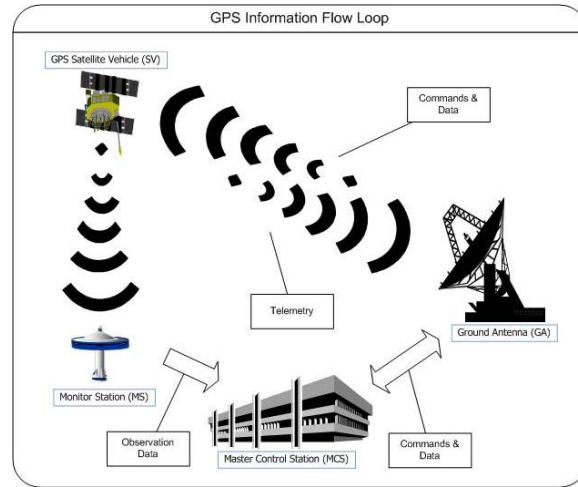 GPS Information Flow Loop
GPS Satellite Vehicle (SV)
Commands &
Data
Telemetry
Ground Antenna (GA)
Monitor Station (MS)
Observation
Data
Master Control Station (MCS)
Commands &
Data